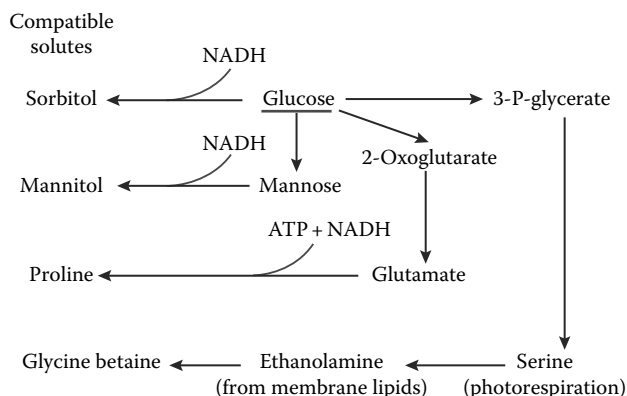 Compatible
solutes
NADH
Sorbitol
Glucose
3-P-glycerate
NADH
2-Oxoglutarate
Mannitol
Mannose
ATP + NADH
Proline
Glutamate
Glycine betaine
Ethanolamine
Serine
(from membrane lipids)
(photorespiration)